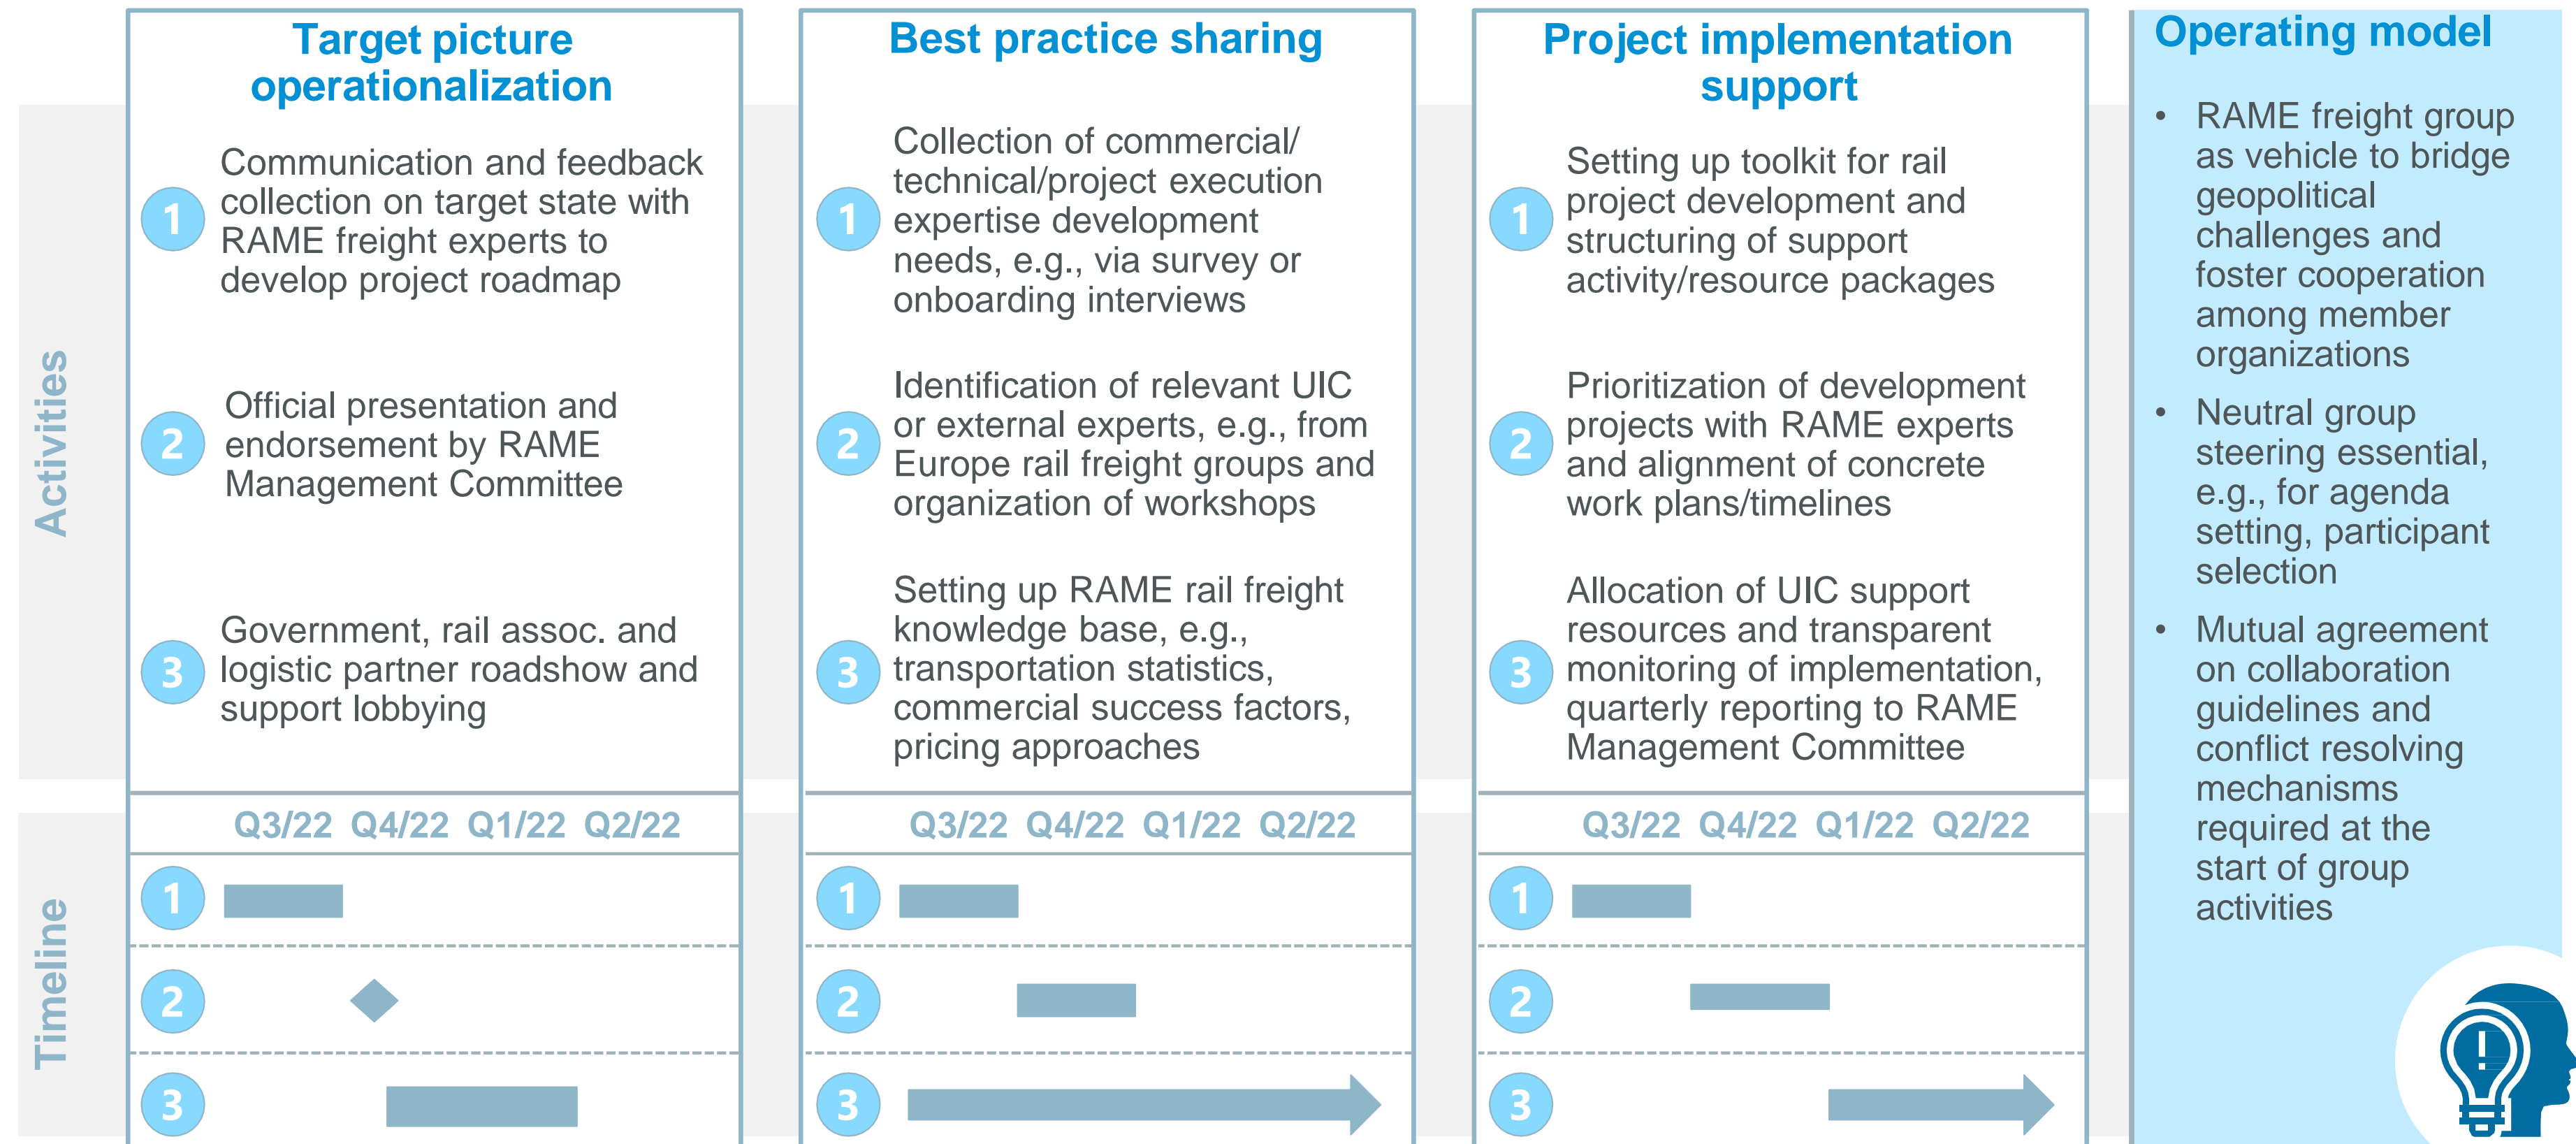 Target picture
operationalization
Activities
1
Communication and feedback
collection on target state with
RAME freight experts to
develop project roadmap
2
Official presentation and
endorsement by RAME
Management Committee
3
Government, rail assoc. and
logistic partner roadshow and
support lobbying
Best practice sharing
1
Collection of commercial/
technical/project execution
expertise development
needs, e.g., via survey or
onboarding interviews
2
Identification of relevant UIC
or external experts, e.g., from
Europe rail freight groups and
organization of workshops
3
Setting up RAME rail freight
knowledge base, e.g.,
transportation statistics,
commercial success factors,
pricing approaches
Project implementation
support
1
Setting up toolkit for rail
project development and
structuring of support
activity/resource packages
2
Prioritization of development
projects with RAME experts
and alignment of concrete
work plans/timelines
3
Allocation of UIC support
resources and transparent
monitoring of implementation,
quarterly reporting to RAME
Management Committee
Timeline
Q3/22 Q4/22 Q1/22 Q2/22
1
2
3
Q3/22 Q4/22 Q1/22 Q2/22
1
2
3
Q3/22 Q4/22 Q1/22 Q2/22
1
2
3
Operating model
• RAME freight group
as vehicle to bridge
geopolitical
challenges and
foster cooperation
among member
organizations
• Neutral group
steering essential,
e.g., for agenda
setting, participant
selection
• Mutual agreement
on collaboration
guidelines and
conflict resolving
mechanisms
required at the
start of group
activities